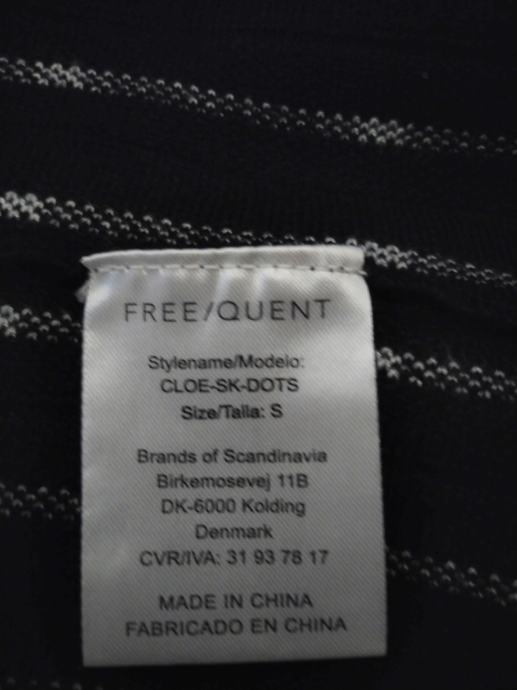 FREE/QUENT
Stylename/Modelo:
CLOE-SK-DOTS
Size/Talla: S
Brands of Scandinavia
Birkemosevej 11B
DK-6000 Kolding
Denmark
CVR/IVA: 31 93 78 17
MADE IN CHINA
FABRICADO EN CHINA